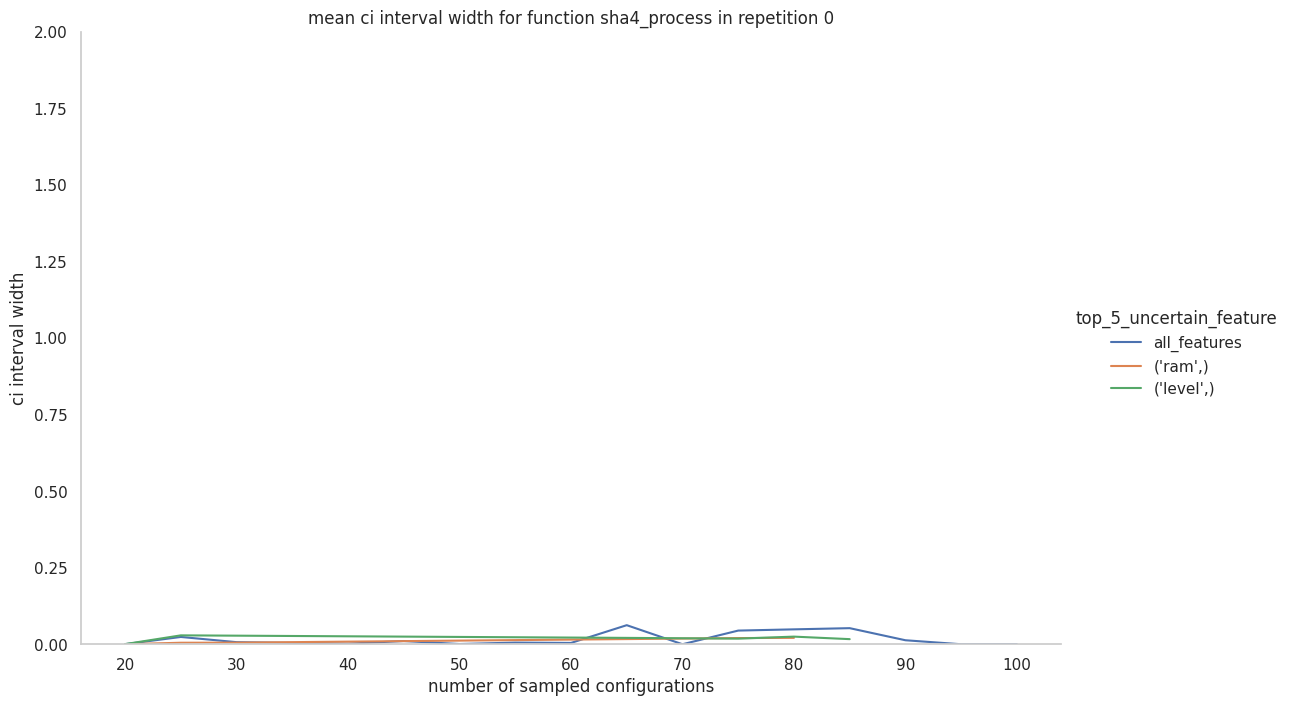 mean ci interval width for function sha4_process in repetition 0
2.00
1.75
1.50
1.25
1.00
0.75
0.50
0.25
0.00
ci interval width
20 30 40 50 60 70 80 90 100
number of sampled configurations
top_5_uncertain_feature
all_features
('ram',)
('level',)